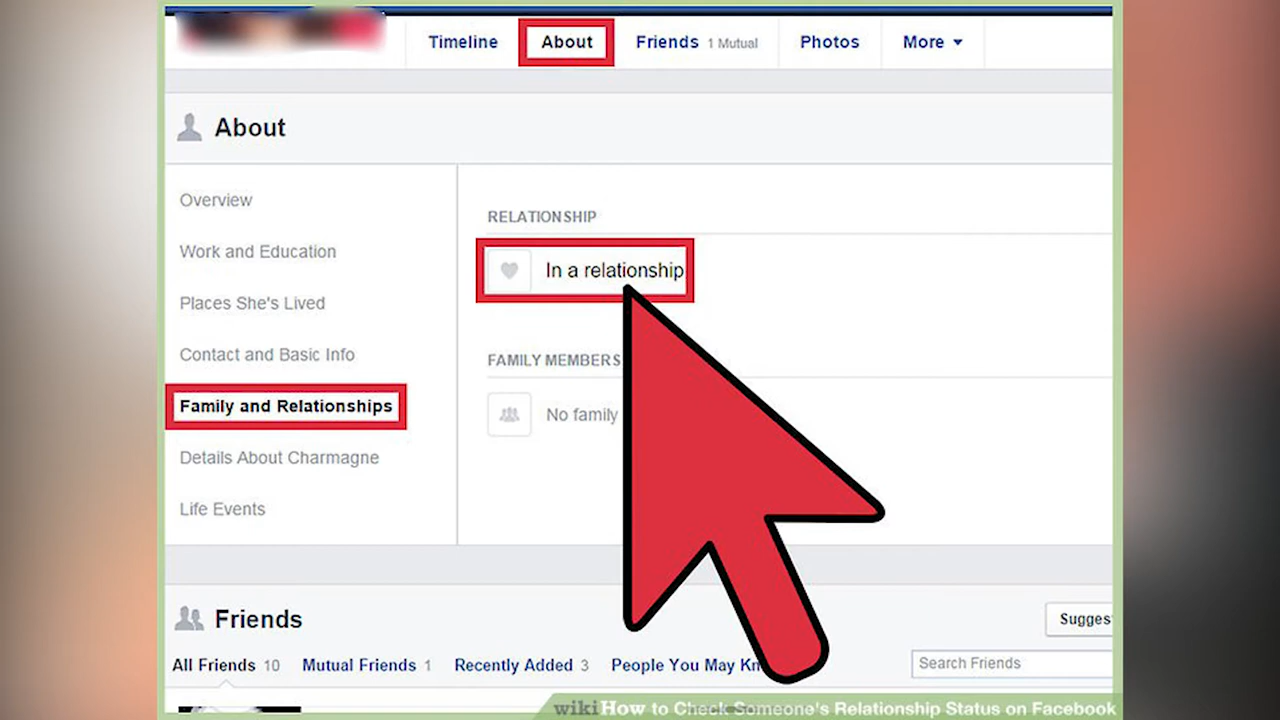 Timeline About Friends 1 Mutual Photos More
About
Overview
Work and Education
Places She's Lived
Contact and Basic Info
Family and Relationships
Details About Charmagne
Life Events
RELATIONSHIP
In a relationship
FAMILY MEMBERS
No family
Friends
Sugges
All Friends 10 Mutual Friends 1 Recently Added 3 People You May Kn
Search Friends
wikiHow to Check Someone's Relationship Status on Facebook